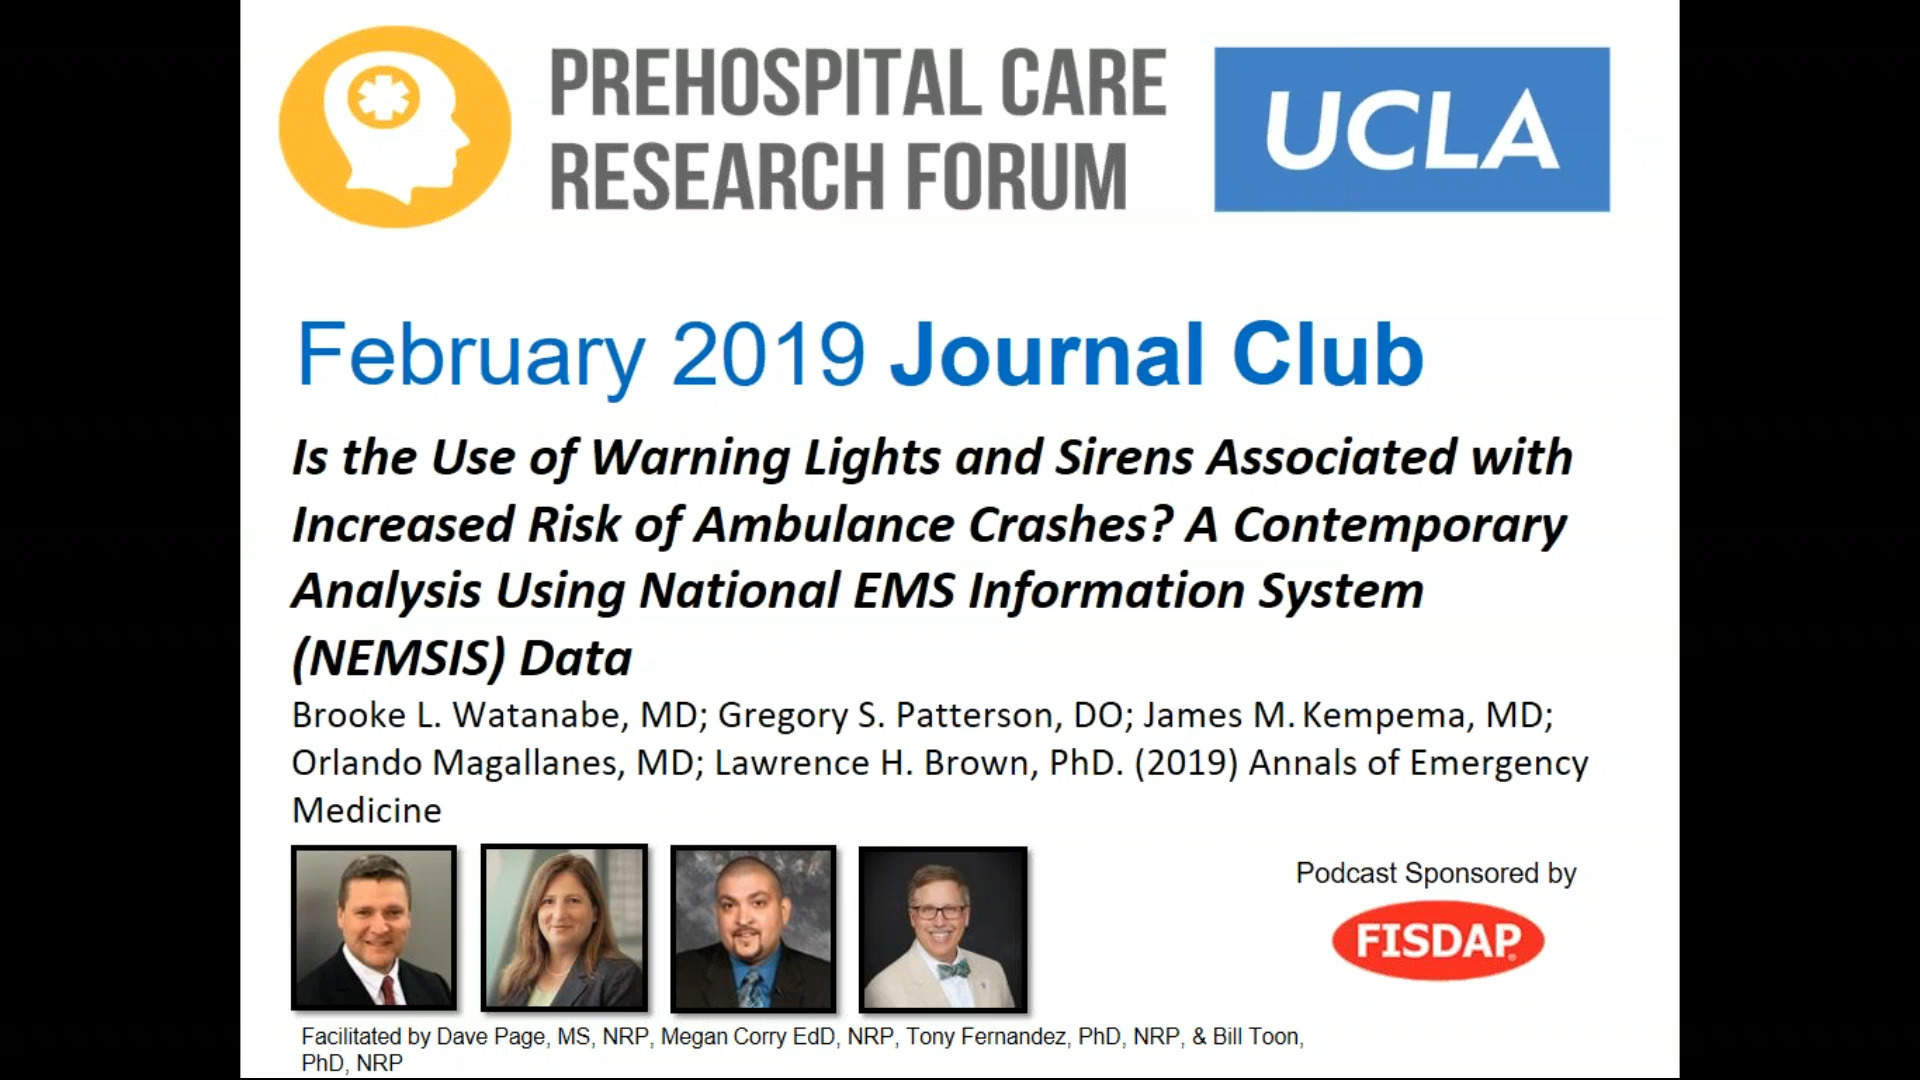 PREHOSPITAL CARE
RESEARCH FORUM
UCLA
February 2019 Journal Club
Is the Use of Warning Lights and Sirens Associated with
Increased Risk of Ambulance Crashes? A Contemporary
Analysis Using National EMS Information System
(NEMSIS) Data
Brooke L. Watanabe, MD; Gregory S. Patterson, DO; James M. Kempema, MD;
Orlando Magallanes, MD; Lawrence H. Brown, PhD. (2019) Annals of Emergency
Medicine
Podcast Sponsored by
FISDAP®
Facilitated by Dave Page, MS, NRP, Megan Corry EdD, NRP, Tony Fernandez, PhD, NRP, & Bill Toon,
PhD, NRP